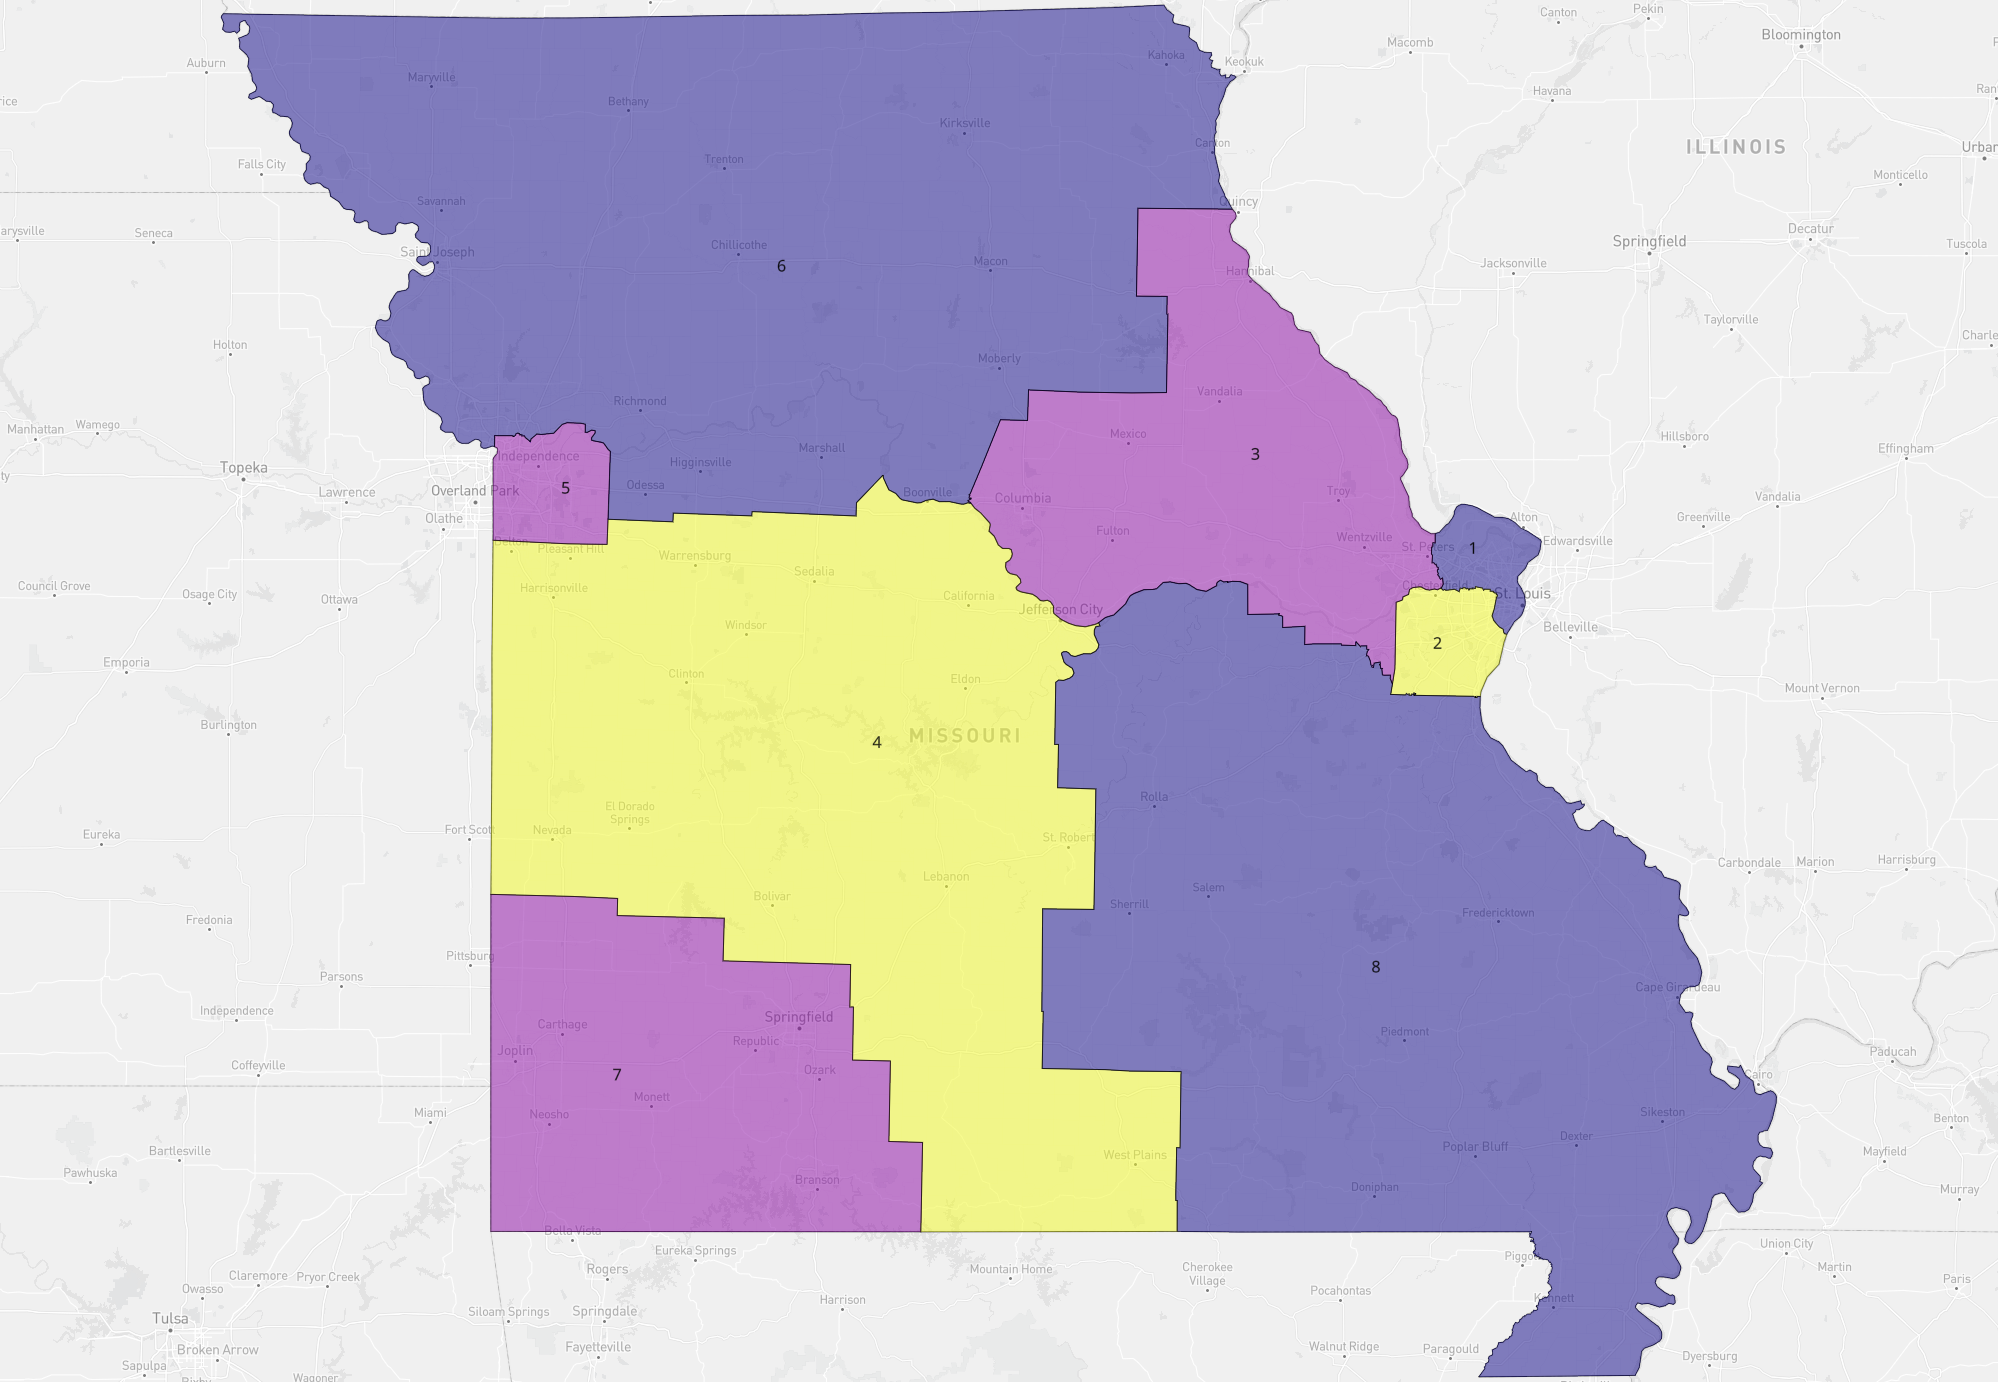 Canton
Pekin
Bloomington
Macomb
Kahoka
Keokuk
Auburn
Maryville
Havana
Bethany
Kirksville
ILLINOIS
Falls City
Trenton
Monticello
Savannah
Quincy
Seneca
Chillicothe
Springfield
Decatur
Tuscola
Saint Joseph
Macon
6
Jacksonville
Hannibal
Taylorville
Holton
Moberly
Vandalia
Richmond
Manhattan
Wamego
Mexico
Hillsboro
Effingham
Marshall
3
Independence
Topeka
Higginsville
Odessa
5
Lawrence
Overland Park
Boonville
Columbia
Troy
Vandalia
Olathe
Alton
Greenville
Fulton
Wentzville
St. Peters
1
Edwardsville
Belton
Pleasant Hill
Warrensburg
Sedalia
Council Grove
Osage City
Ottawa
Harrisonville
California
Chesterfield
St. Louis
Jefferson City
Windsor
Belleville
2
Emporia
Clinton
Eldon
Mount Vernon
Burlington
MISSOURI
4
El Dorado
Springs
Rolla
Eureka
Fort Scott
Nevada
St. Robert
Carbondale
Marion
Harrisburg
Lebanon
Salem
Bolivar
Sherrill
Fredericktown
Fredonia
Pittsburg
Parsons
8
Cape Girardeau
Independence
Carthage
Springfield
Joplin
Republic
Piedmont
Paducah
Coffeyville
Ozark
Cairo
7
Miami
Neosho
Monett
Sikeston
Benton
Bartlesville
West Plains
Poplar Bluff
Dexter
Mayfield
Pawhuska
Branson
Doniphan
Murray
Bella Vista
Eureka Springs
Union City
Rogers
Mountain Home
Cherokee
Village
Martin
Claremore
Pryor Creek
Paris
Owasso
Pocahontas
Kennett
Harrison
Siloam Springs
Springdale
Tulsa
Broken Arrow
Fayetteville
Walnut Ridge
Paragould
Dyersburg
Sapulpa
Wagoner